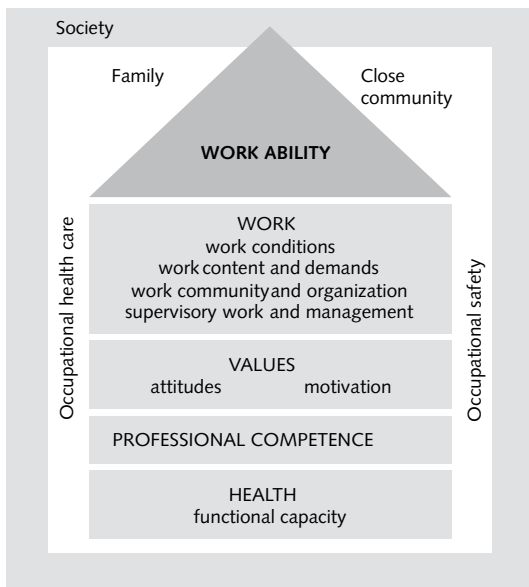 Society
Family
Close
community
WORK ABILITY
Occupational health care
WORK
work conditions
work content and demands
work community and organization
supervisory work and management
VALUES
attitudes motivation
PROFESSIONAL COMPETENCE
HEALTH
functional capacity
Occupational safety